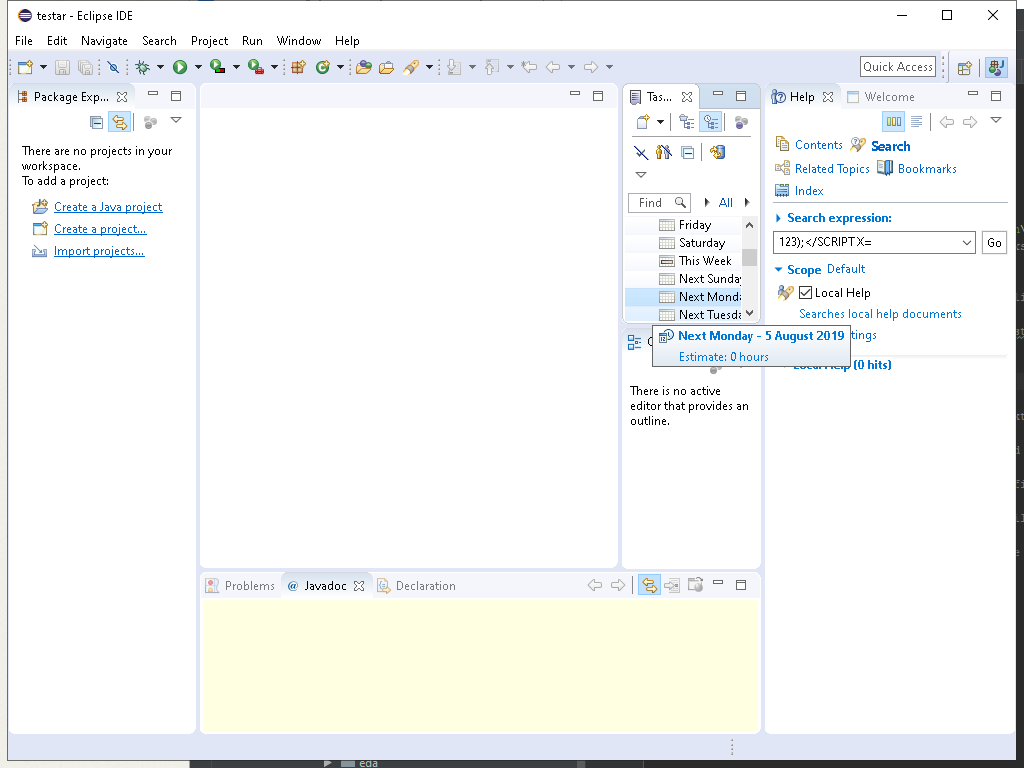 testar - Eclipse IDE
File Edit Navigate Search Project Run Window Help
Quick Access
Package Exp...
There are no projects in your
workspace.
To add a project:
Create a Java project
Create a project...
Import projects...
Tas...
Find
All
Friday
Saturday
This Week
Next Sunday
Next Monda
Next Tuesda
Next Monday - 5 August 2019
Estimate: 0 hours
There is no active
editor that provides an
outline.
Help Welcome
Contents Search
Related Topics Bookmarks
Index
Search expression:
123);</SCRIPTX=
Go
Scope Default
Local Help
Searches local help documents
tings
Local Help (0 hits)
Problems @ Javadoc Declaration
eda